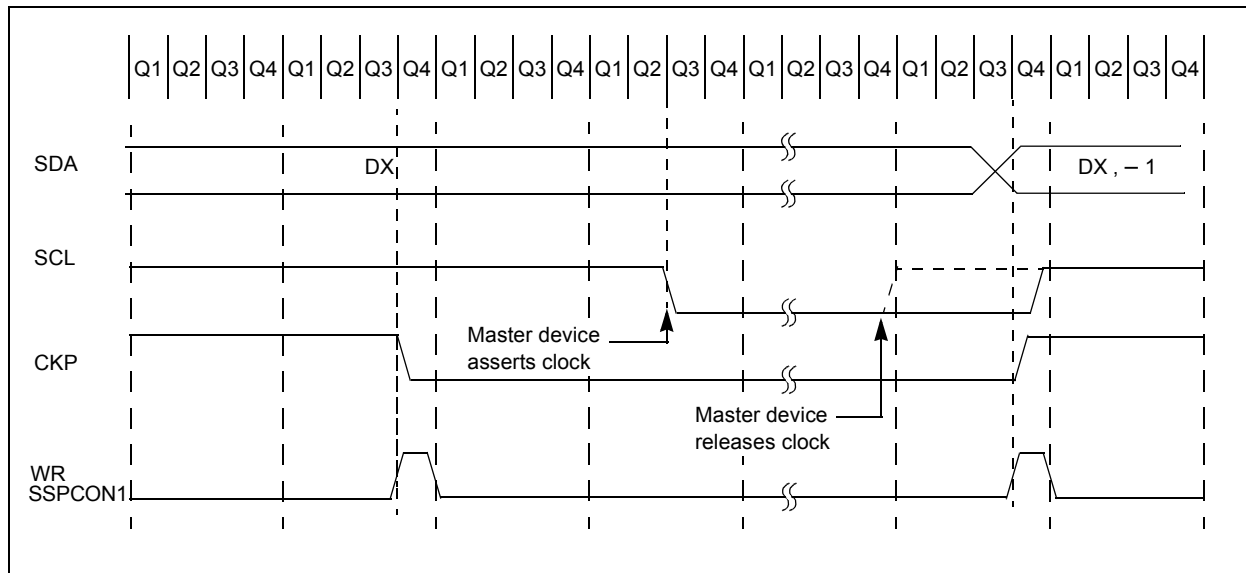 Q1 Q2 Q3 Q4 Q1 Q2 Q3 Q4 Q1 Q2 Q3 Q4 Q1 Q2 Q3 Q4 Q1 Q2 Q3 Q4 Q1 Q2 Q3 Q4 Q1 Q2 Q3 Q4
SDA
DX
DX , – 1
SCL
Master device
asserts clock
CKP
Master device
releases clock
WR
SSPCON1